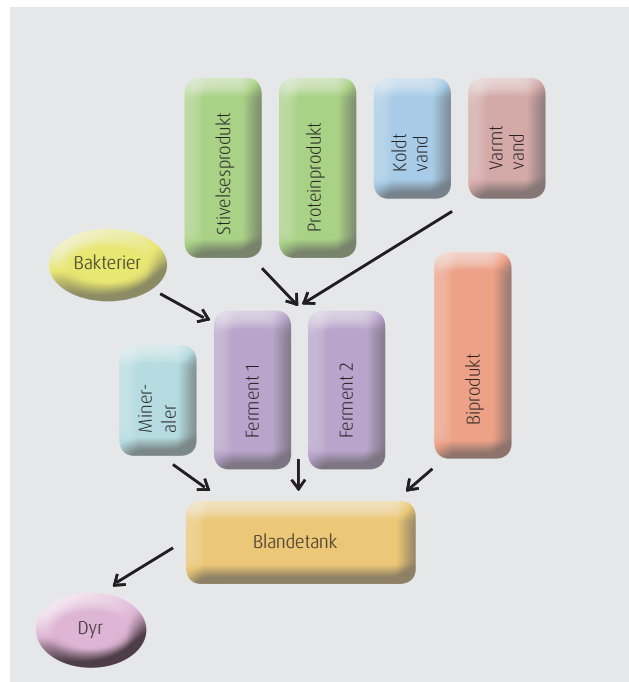 Stivelsesprodukt
Proteinprodukt
Koldt
vand
Varmt
vand
Bakterier
Miner-
aler
Ferment 1
Ferment 2
Biprodukt
Blandetank
Dyr